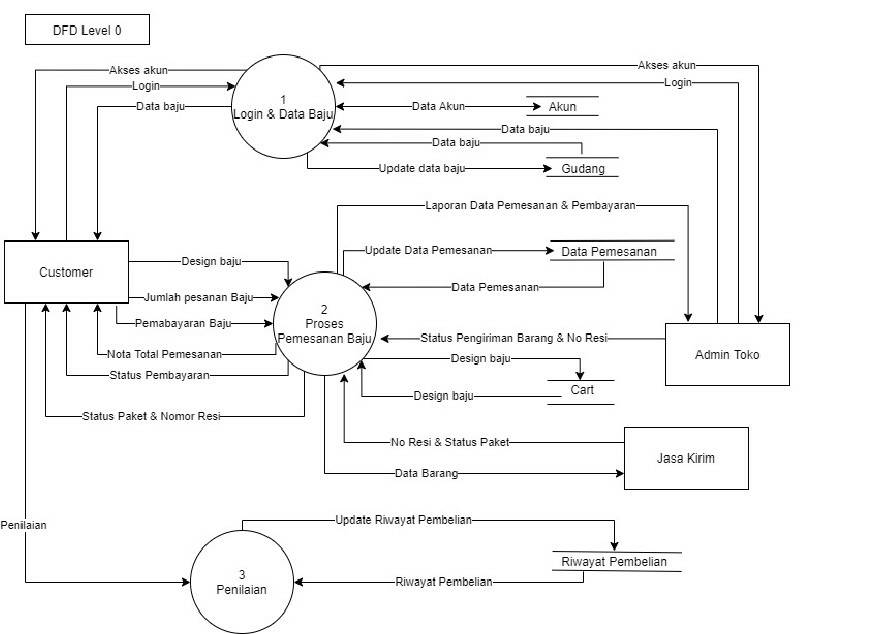 DFD Level 0
Akses akun
Akses akun
Login
Login
1
Login & Data Baju
Data baju
Data Akun
Akun
Data baju
Data baju
Update data baju
Gudang
Laporan Data Pemesanan & Pembayaran
Customer
Design baju
Update Data Pemesanan
Data Pemesanan
Data Pemesanan
Jumlah pesanan Baju
2
Proses
Pemesanan Baju
Pemabayaran Baju
Status Pengiriman Barang & No Resi
Admin Toko
Nota Total Pemesanan
Design baju
Status Pembayaran
Cart
Design baju
Status Paket & Nomor Resi
No Resi & Status Paket
Jasa Kirim
Data Barang
Penilaian
Update Riwayat Pembelian
Riwayat Pembelian
3
Penilaian
Riwayat Pembelian